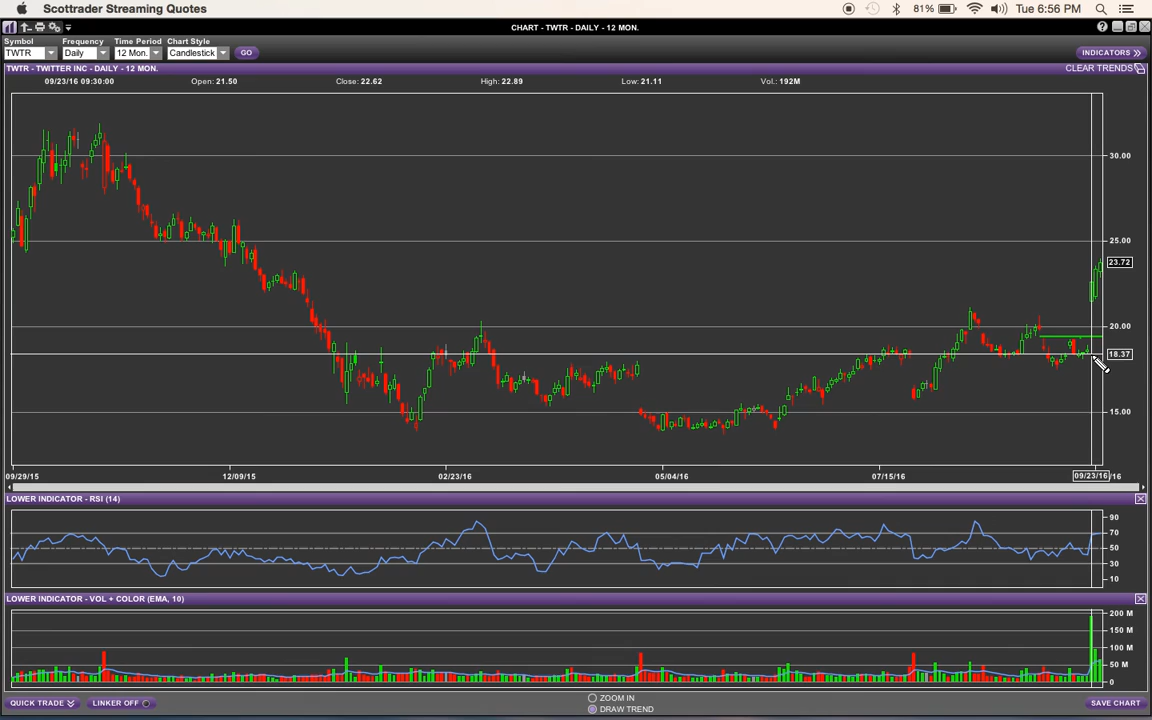 Scottrader Streaming Quotes
81%
Tue 6:56 PM
CHART - TWTR - DAILY - 12 MON.
Symbol Frequency Time Period Chart Style
TWTR Daily 12 Mon. Candlestick GO
INDICATORS
TWTR - TWITTER INC - DAILY - 12 MON.
CLEAR TRENDS
09/23/16 09:30:00 Open: 21.50 Close: 22.62 High: 22.89 Low: 21.11 Vol.: 192M
30.00
25.00
23.72
20.00
18.37
15.00
09/29/15 12/09/15 02/23/16 05/04/16 07/15/16 09/23/16 /16
LOWER INDICATOR - RSI (14)
90
70
50
30
10
LOWER INDICATOR - VOL + COLOR (EMA, 10)
200 M
150 M
100 M
50 M
0
QUICK TRADE LINKER OFF
ZOOM IN
DRAW TREND
SAVE CHART